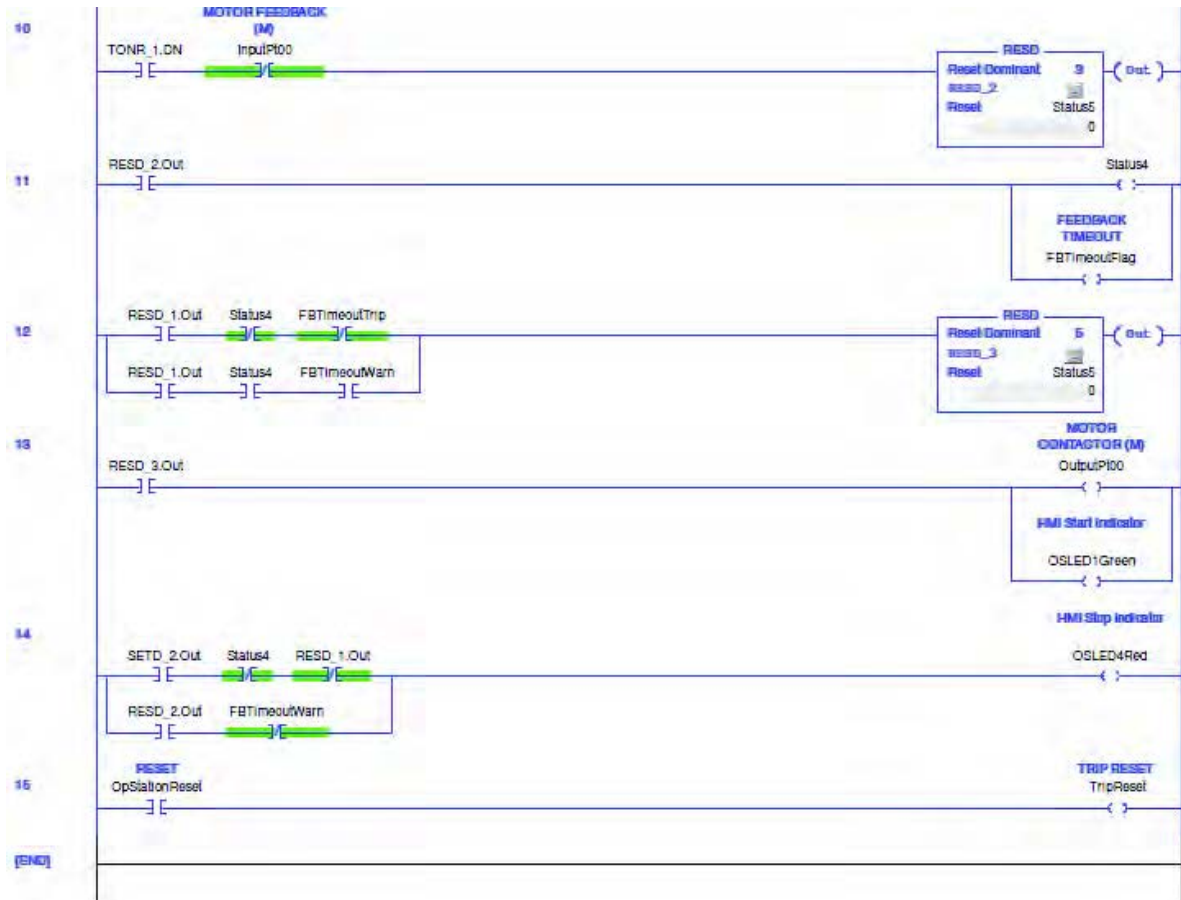 10
MOTOR FEEDBACK
(M)
TONR_1.DN InputPt00
RESD
Reset Dominant
RESD_2
Reset Status5
0
Out
11
RESD_2.Out
Status4
FEEDBACK
TIMEOUT
FBTimeoutFlag
12
RESD_1.Out Status4 FBTimeoutTrip
RESD_1.Out Status4 FBTimeoutWarn
RESD
Reset Dominant
RESD_3
Reset Status5
0
Out
13
RESD_3.Out
MOTOR
CONTACTOR (M)
OutputPt00
HMI Start Indicator
OSLED1Green
14
SETD_2.Out Status4 RESD_1.Out
RESD_2.Out FBTimeoutWarn
HMI Stop Indicator
OSLED4Red
15
RESET
OpStationReset
TRIP RESET
TripReset
(END)